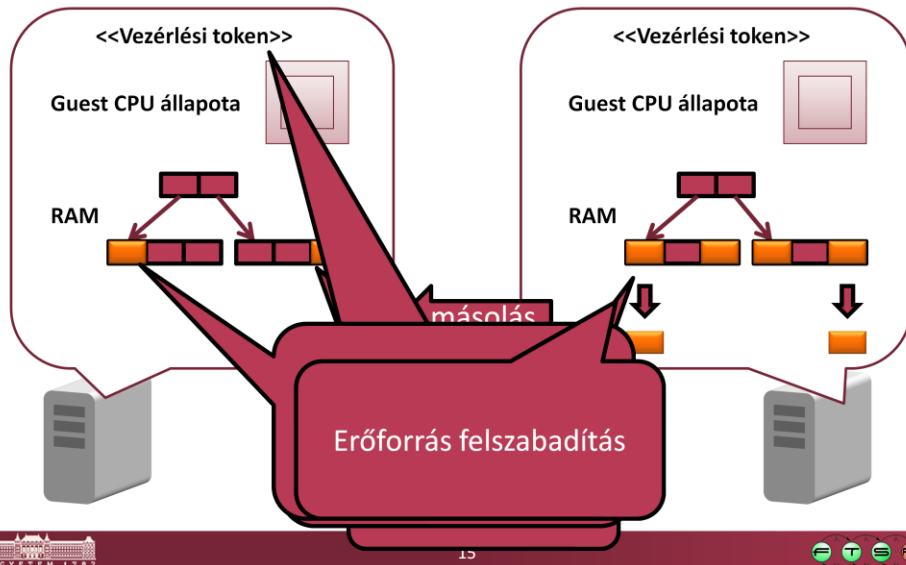 <<Vezérlési token>>
<<Vezérlési token>>
Guest CPU állapota
Guest CPU állapota
RAM
RAM
másolás
Erőforrás felszabadítás
15
F T S